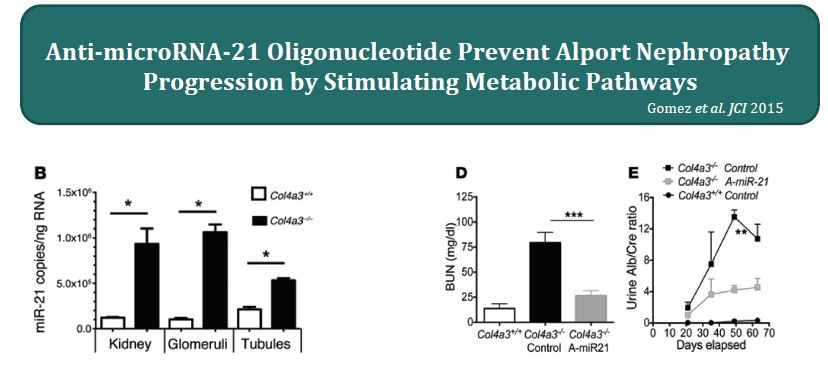 Anti-microRNA-21 Oligonucleotide Prevent Alport Nephropathy
Progression by Stimulating Metabolic Pathways
Gomez et al. JCI 2015
B
miR-21 copies/ng RNA
1.5x10⁶
1.0x10⁶
5.0x10⁵
0.0
*
*
*
Col4a3+/+
Col4a3-/-
Kidney
Glomeruli
Tubules
D
BUN (mg/dl)
125
100
75
50
25
0
***
Col4a3+/+ Col4a3-/- Col4a3-/-
Control A-miR21
E
Col4a3-/- Control
Col4a3-/- A-miR-21
Col4a3+/+ Control
Urine Alb/Cre ratio
16
12
8
4
0
**
0 10 20 30 40 50 60 70
Days elapsed